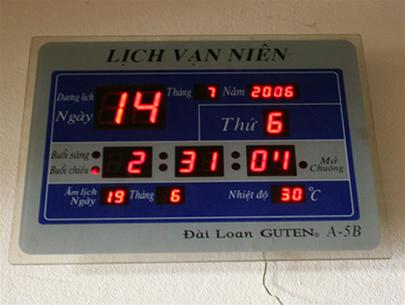 LỊCH VẠN NIÊN
Dương lịch
Ngày 14 Tháng 7 Năm 2006
Thứ 6
Buổi sáng
Buổi chiều
2 : 31 : 04
Mở
Chuông
Âm lịch
Ngày 19 Tháng 6 Nhiệt độ 30 °C
Đài Loan GUTEN® A-5B